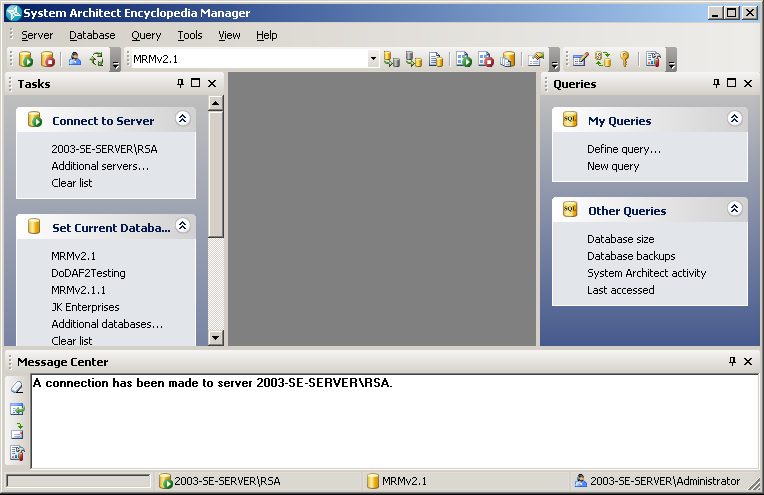 System Architect Encyclopedia Manager
Server Database Query Tools View Help
MRMv2.1
Tasks
Connect to Server
2003-SE-SERVER\RSA
Additional servers...
Clear list
Set Current Databa...
MRMv2.1
DoDAF2Testing
MRMv2.1.1
JK Enterprises
Additional databases...
Clear list
Queries
SQL My Queries
Define query...
New query
SQL Other Queries
Database size
Database backups
System Architect activity
Last accessed
Message Center
A connection has been made to server 2003-SE-SERVER\RSA.
2003-SE-SERVER\RSA MRMv2.1 2003-SE-SERVER\Administrator